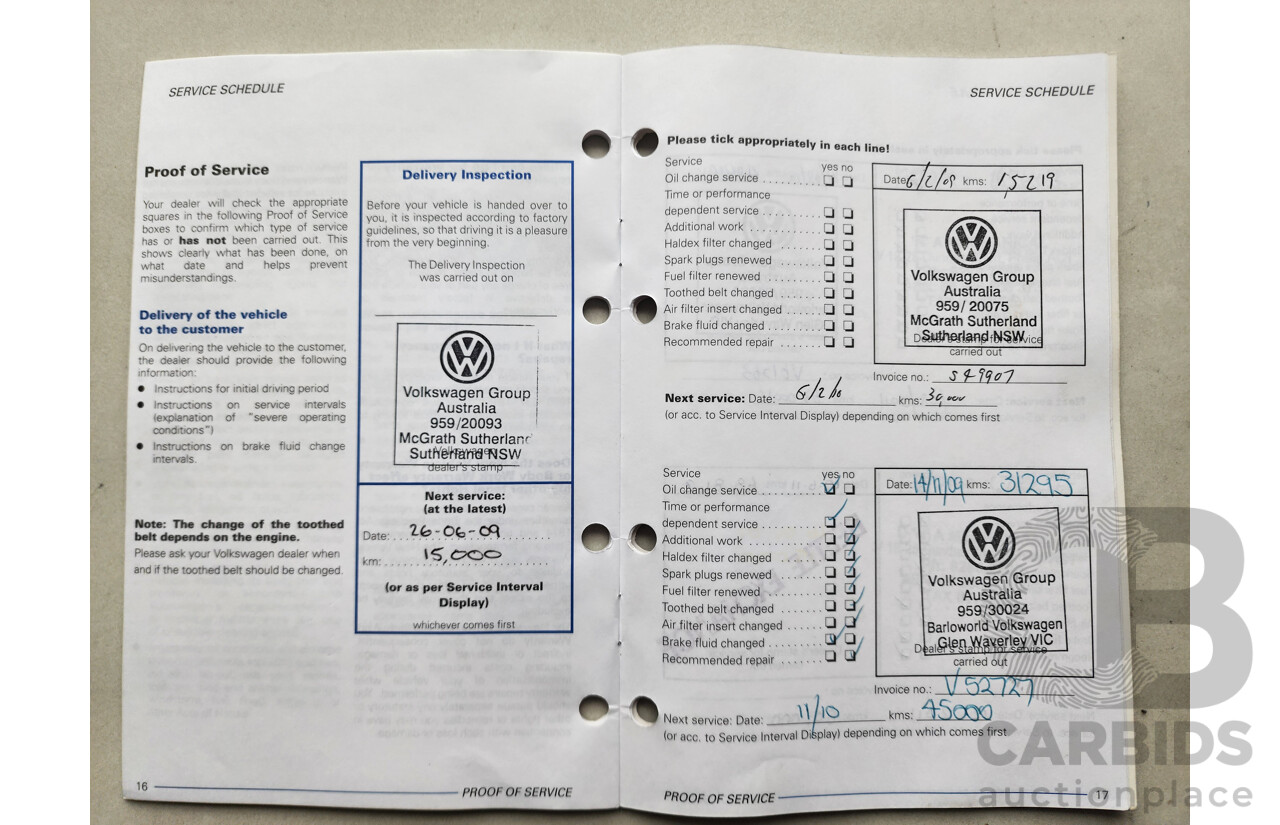 SERVICE SCHEDULE
Proof of Service
Your dealer will check the appropriate
squares in the following Proof of Service
boxes to confirm which type of service
has or has not been carried out. This
shows clearly what has been done, on
what date and helps prevent
misunderstandings.
Delivery of the vehicle
to the customer
On delivering the vehicle to the customer,
the dealer should provide the following
information:
● Instructions for initial driving period
● Instructions on service intervals
(explanation of "severe operating
conditions")
● Instructions on brake fluid change
intervals.
Note: The change of the toothed
belt depends on the engine.
Please ask your Volkswagen dealer when
and if the toothed belt should be changed.
Delivery Inspection
Before your vehicle is handed over to
you, it is inspected according to factory
guidelines, so that driving it is a pleasure
from the very beginning.
The Delivery Inspection
was carried out on
Volkswagen Group
Australia
959/20093
McGrath Sutherland
Sutherland NSW
Volkswagen
dealer's stamp
Next service:
(at the latest)
Date: 26-06-09
km: 15,000
(or as per Service Interval
Display)
whichever comes first
16
PROOF OF SERVICE
SERVICE SCHEDULE
Please tick appropriately in each line!
Service
yes no
Oil change service
Time or performance
dependent service
Additional work
Haldex filter changed
Spark plugs renewed
Fuel filter renewed
Toothed belt changed
Air filter insert changed
Brake fluid changed
Recommended repair
Date: 6/2/09 kms: 15219
Volkswagen Group
Australia
959/20075
McGrath Sutherland
Sutherland NSW
Dealer's stamp for service
carried out
Invoice no.: 549907
Next service: Date: 6/2/10 kms: 30,000
(or acc. to Service Interval Display) depending on which comes first
Service
yes no
Oil change service
Time or performance
dependent service
Additional work
Haldex filter changed
Spark plugs renewed
Fuel filter renewed
Toothed belt changed
Air filter insert changed
Brake fluid changed
Recommended repair
Date: 14/11/09 kms: 31295
Volkswagen Group
Australia
959/30024
Barloworld Volkswagen
Glen Waverley VIC
Dealer's stamp for service
carried out
Invoice no.: V52727
Next service: Date: 11/10 kms: 45000
(or acc. to Service Interval Display) depending on which comes first
PROOF OF SERVICE
17
CARBIDS
auctionplace